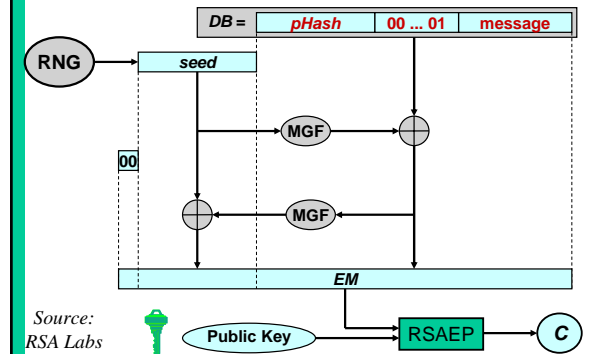 DB = pHash 00 ... 01 message
RNG
seed
MGF
00
MGF
EM
Source:
RSA Labs
Public Key
RSAEP
C